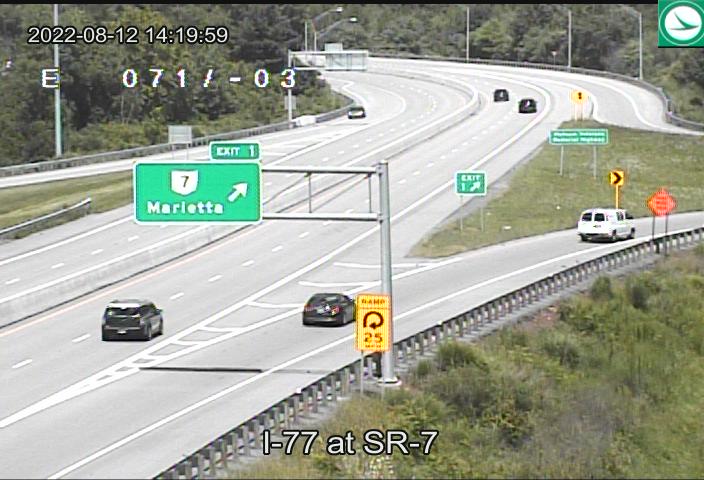 2022-08-12 14:19:59
E 071/-03
EXIT 1
7
Marietta
EXIT
1
RAMP
25
MPH
I-77 at SR-7